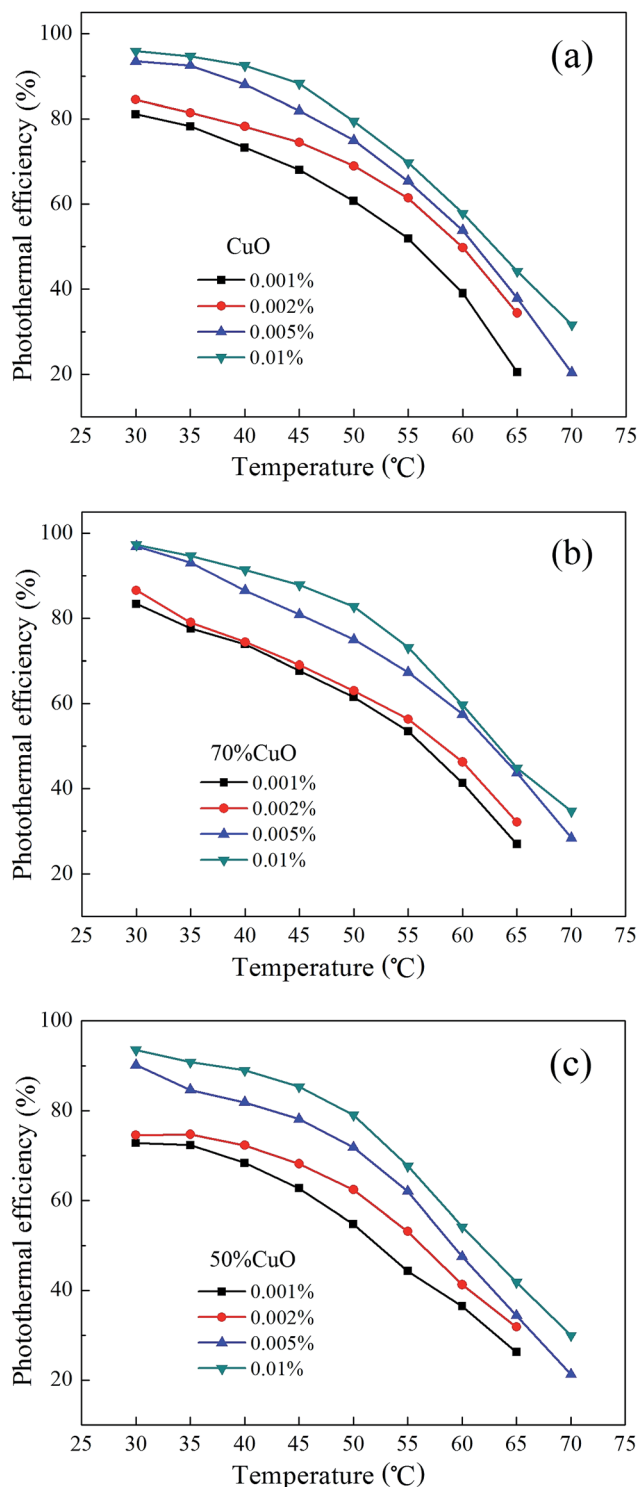 (a)
100
80
60
40
20
Photothermal efficiency (%)
CuO
0.001%
0.002%
0.005%
0.01%
25 30 35 40 45 50 55 60 65 70 75
Temperature (℃)
(b)
100
80
60
40
20
Photothermal efficiency (%)
70%CuO
0.001%
0.002%
0.005%
0.01%
25 30 35 40 45 50 55 60 65 70 75
Temperature (℃)
(c)
100
80
60
40
20
Photothermal efficiency (%)
50%CuO
0.001%
0.002%
0.005%
0.01%
25 30 35 40 45 50 55 60 65 70 75
Temperature (℃)